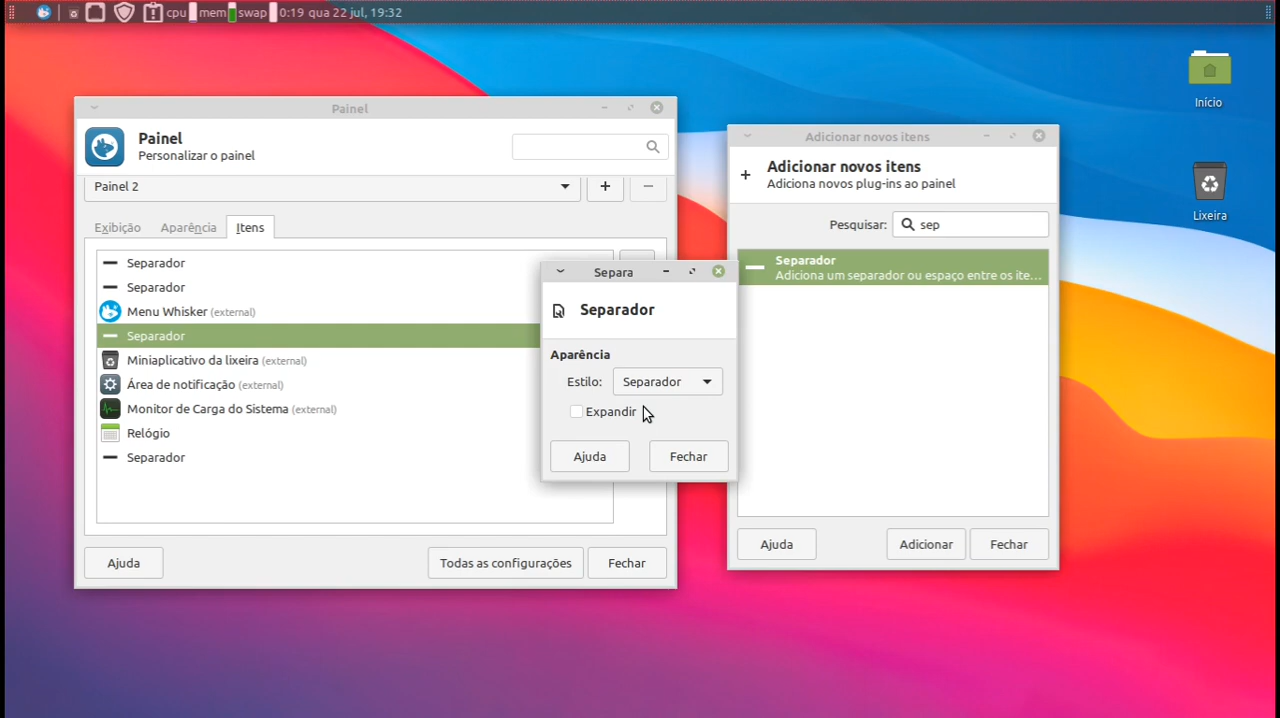 cpu mem swap 0:19 qua 22 jul, 19:32
Início
Lixeira
Painel
Painel
Personalizar o painel
Painel 2
Exibição Aparência Itens
Separador
Separador
Menu Whisker (external)
Separador
Miniaplicativo da lixeira (external)
Área de notificação (external)
Monitor de Carga do Sistema (external)
Relógio
Separador
Ajuda Todas as configurações Fechar
Separa
Separador
Aparência
Estilo: Separador
Expandir
Ajuda Fechar
Adicionar novos itens
Adicionar novos itens
Adiciona novos plug-ins ao painel
Pesquisar: sep
Separador
Adiciona um separador ou espaço entre os ite...
Ajuda Adicionar Fechar